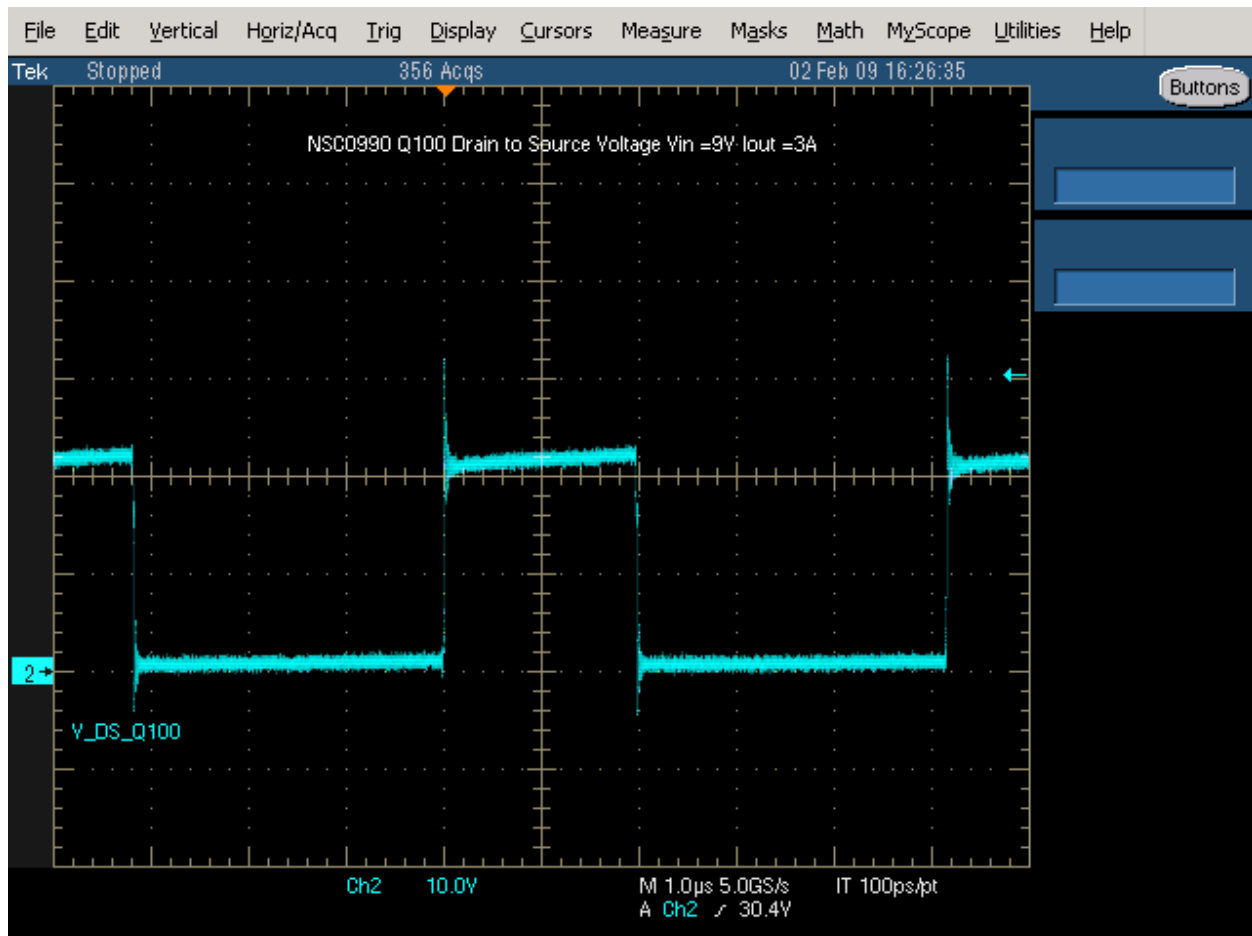 File Edit Vertical Horiz/Acq Trig Display Cursors Measure Masks Math MyScope Utilities Help
Tek Stopped 356 Acqs 02 Feb 09 16:26:35 Buttons
NSC0990 Q100 Drain to Source Voltage Vin =9V Iout =3A
2
V_DS_Q100
Ch2 10.0V M 1.0µs 5.0GS/s IT 100ps/pt
A Ch2 30.4V